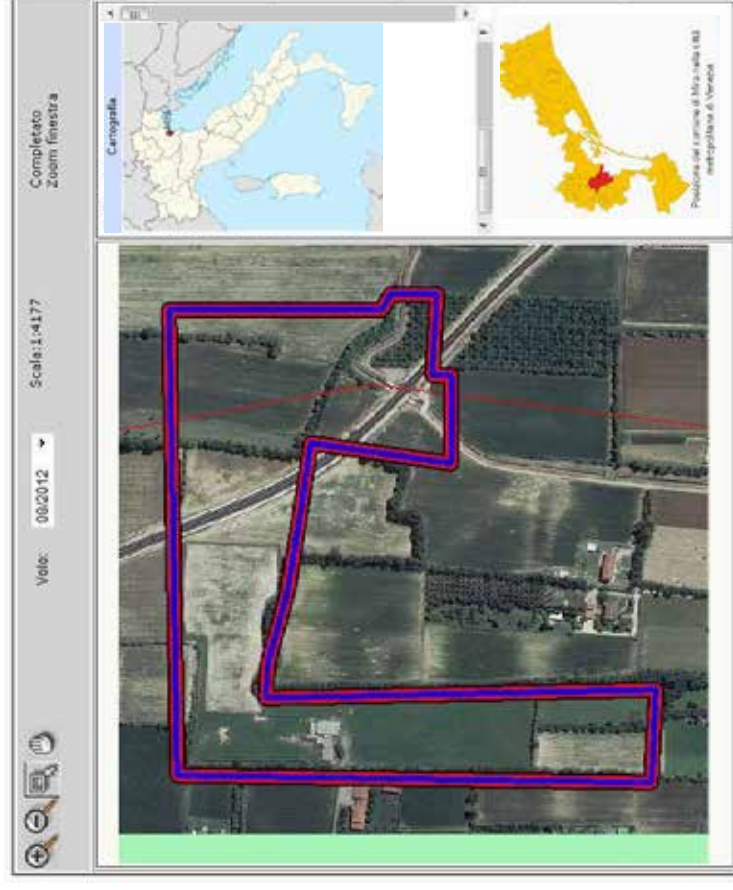 Volo: 08/2012
Scala:1:4177
Completato
Zoom finestra
Cartografia
Posizione del comune di Mira nella città
metropolitana di Venezia